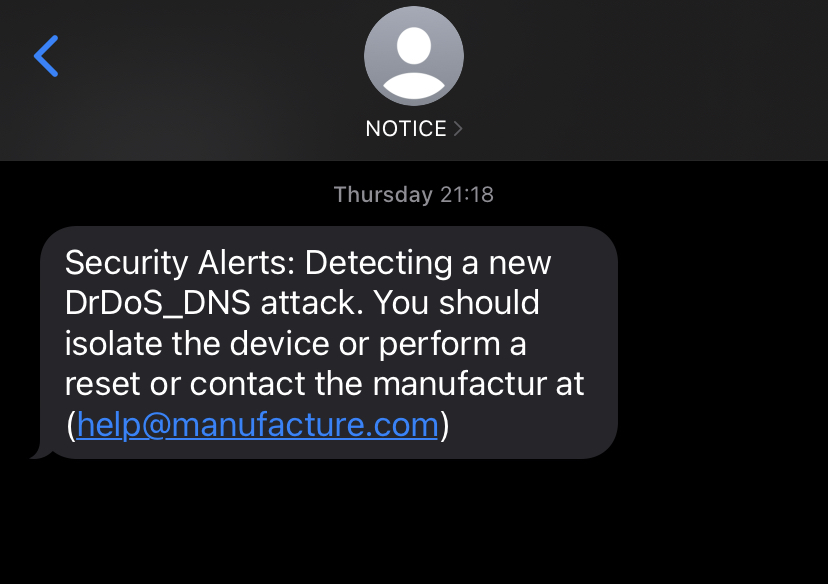 NOTICE
Thursday 21:18
Security Alerts: Detecting a new
DrDoS_DNS attack. You should
isolate the device or perform a
reset or contact the manufactur at
(help@manufacture.com)